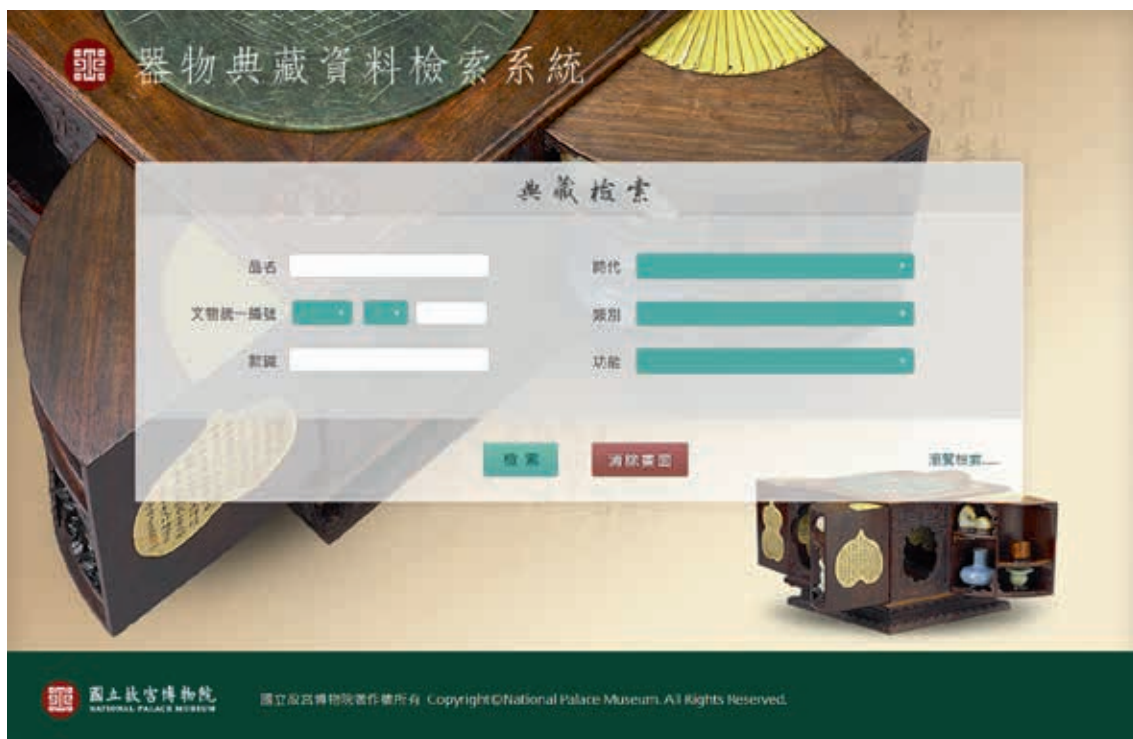 器物典藏資料檢索系統
典藏檢索
品名
時代
文物統一編號
類別
款識
功能
檢索
清除畫面
瀏覽檢索......
國立故宮博物院
NATIONAL PALACE MUSEUM
國立故宮博物院著作權所有 Copyright©National Palace Museum. All Rights Reserved.